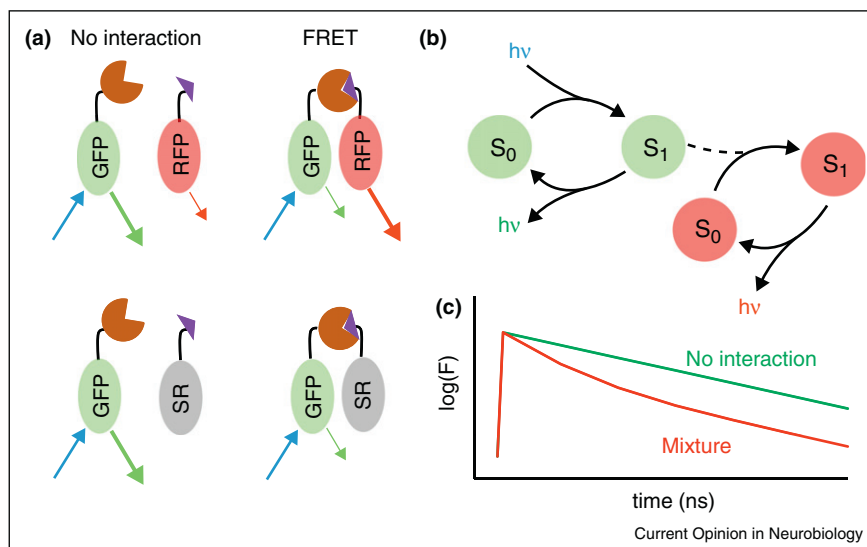 (a)
No interaction
FRET
GFP
RFP
GFP
RFP
GFP
SR
GFP
SR
(b)
hν
S₀
S₁
hν
S₁
S₀
hν
(c)
log(F)
No interaction
Mixture
time (ns)
Current Opinion in Neurobiology